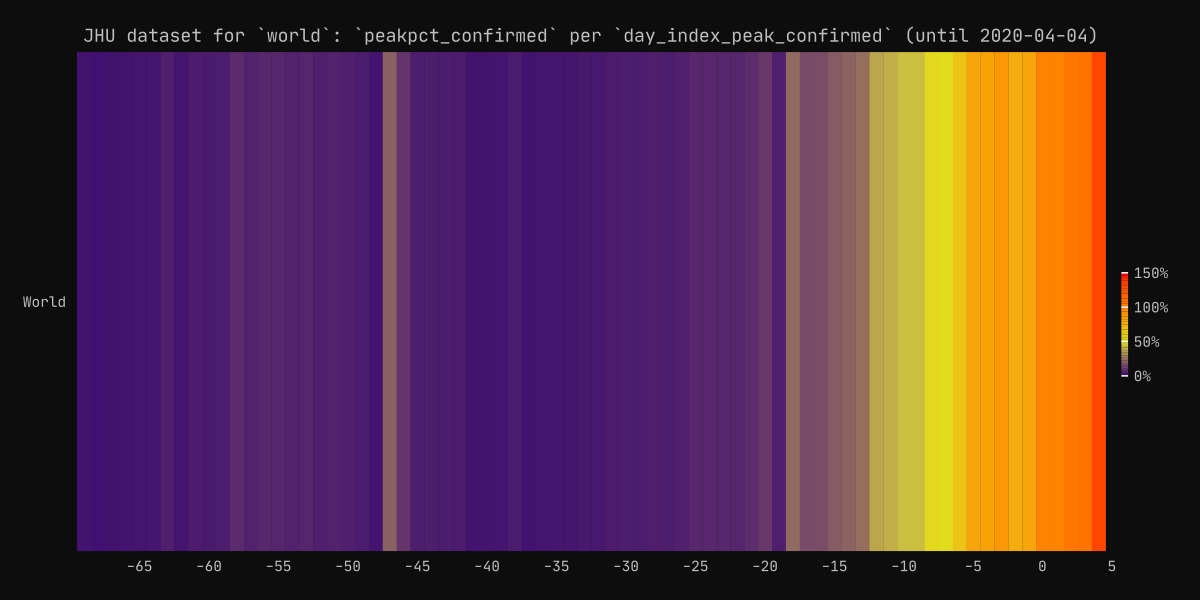 JHU dataset for `world`: `peakpct_confirmed` per `day_index_peak_confirmed` (until 2020-04-04)
150%
100%
50%
0%
World
-65 -60 -55 -50 -45 -40 -35 -30 -25 -20 -15 -10 -5 0 5